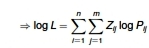 ⇒ log L = ∑_{i=1}^{n} ∑_{j=1}^{m} Z_{ij} log P_{ij}